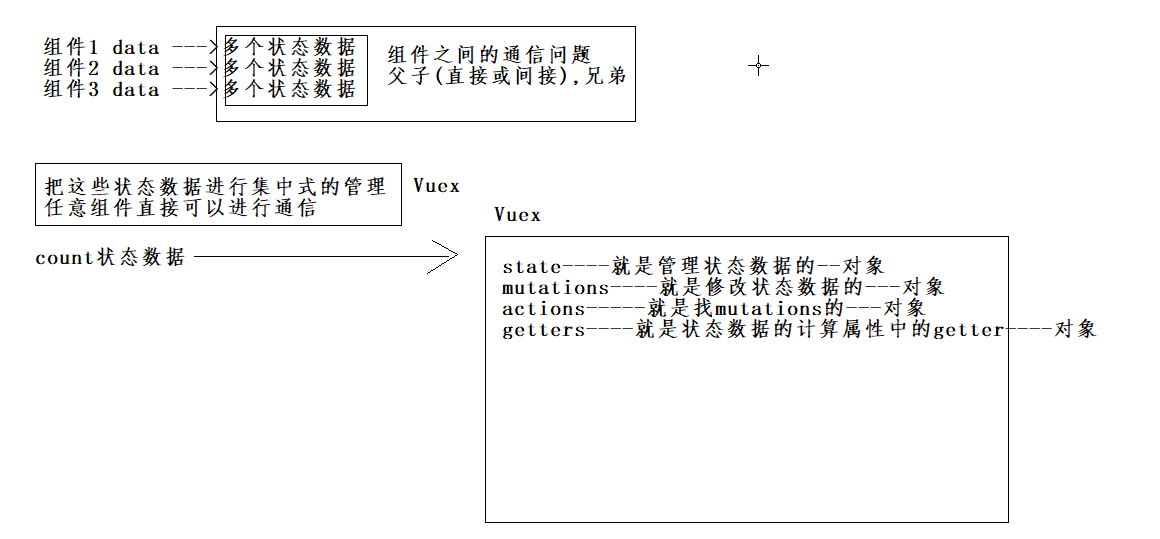 组件1 data --->多个状态数据
组件2 data --->多个状态数据
组件3 data --->多个状态数据
组件之间的通信问题
父子(直接或间接),兄弟
把这些状态数据进行集中式的管理
任意组件直接可以进行通信
Vuex
Vuex
count状态数据
state----就是管理状态数据的--对象
mutations----就是修改状态数据的---对象
actions-----就是找mutations的---对象
getters----就是状态数据的计算属性中的getter----对象